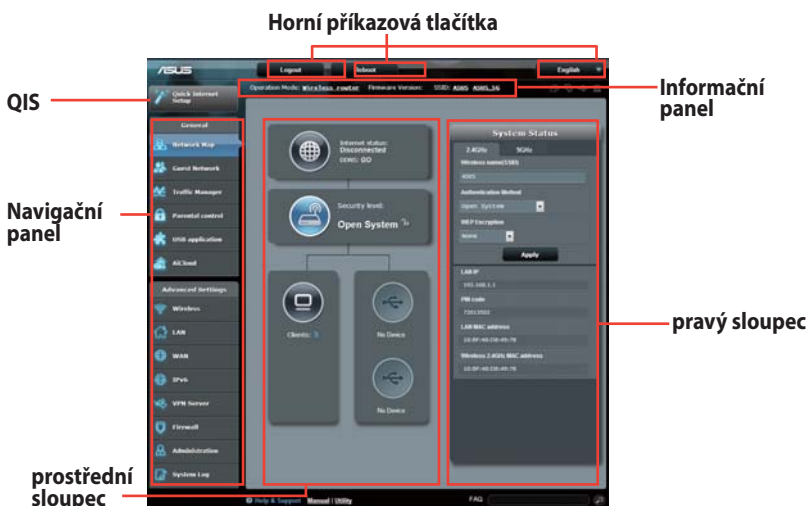 Horní příkazová tlačítka
ASUS
Logout
Reboot
English
QIS
Quick Internet
Setup
Operation Mode: Wireless router Firmware Version: SSID: ASUS ASUS_5G
Informační
panel
General
Network Map
Guest Network
Traffic Manager
Parental control
USB application
AiCloud
Navigační
panel
Advanced Settings
Wireless
LAN
WAN
IPv6
VPN Server
Firewall
Administration
System Log
Internet status:
Disconnected
DDNS: GO
Security level:
Open System
Clients:
No Device
No Device
System Status
2.4GHz 5GHz
Wireless name(SSID)
ASUS
Authentication Method
Open System
WEP Encryption
None
Apply
LAN IP
192.168.1.1
PIN code
LAN MAC address
Wireless 2.4GHz MAC address
pravý sloupec
prostřední
sloupec
Help & Support Manual | Utility
FAQ